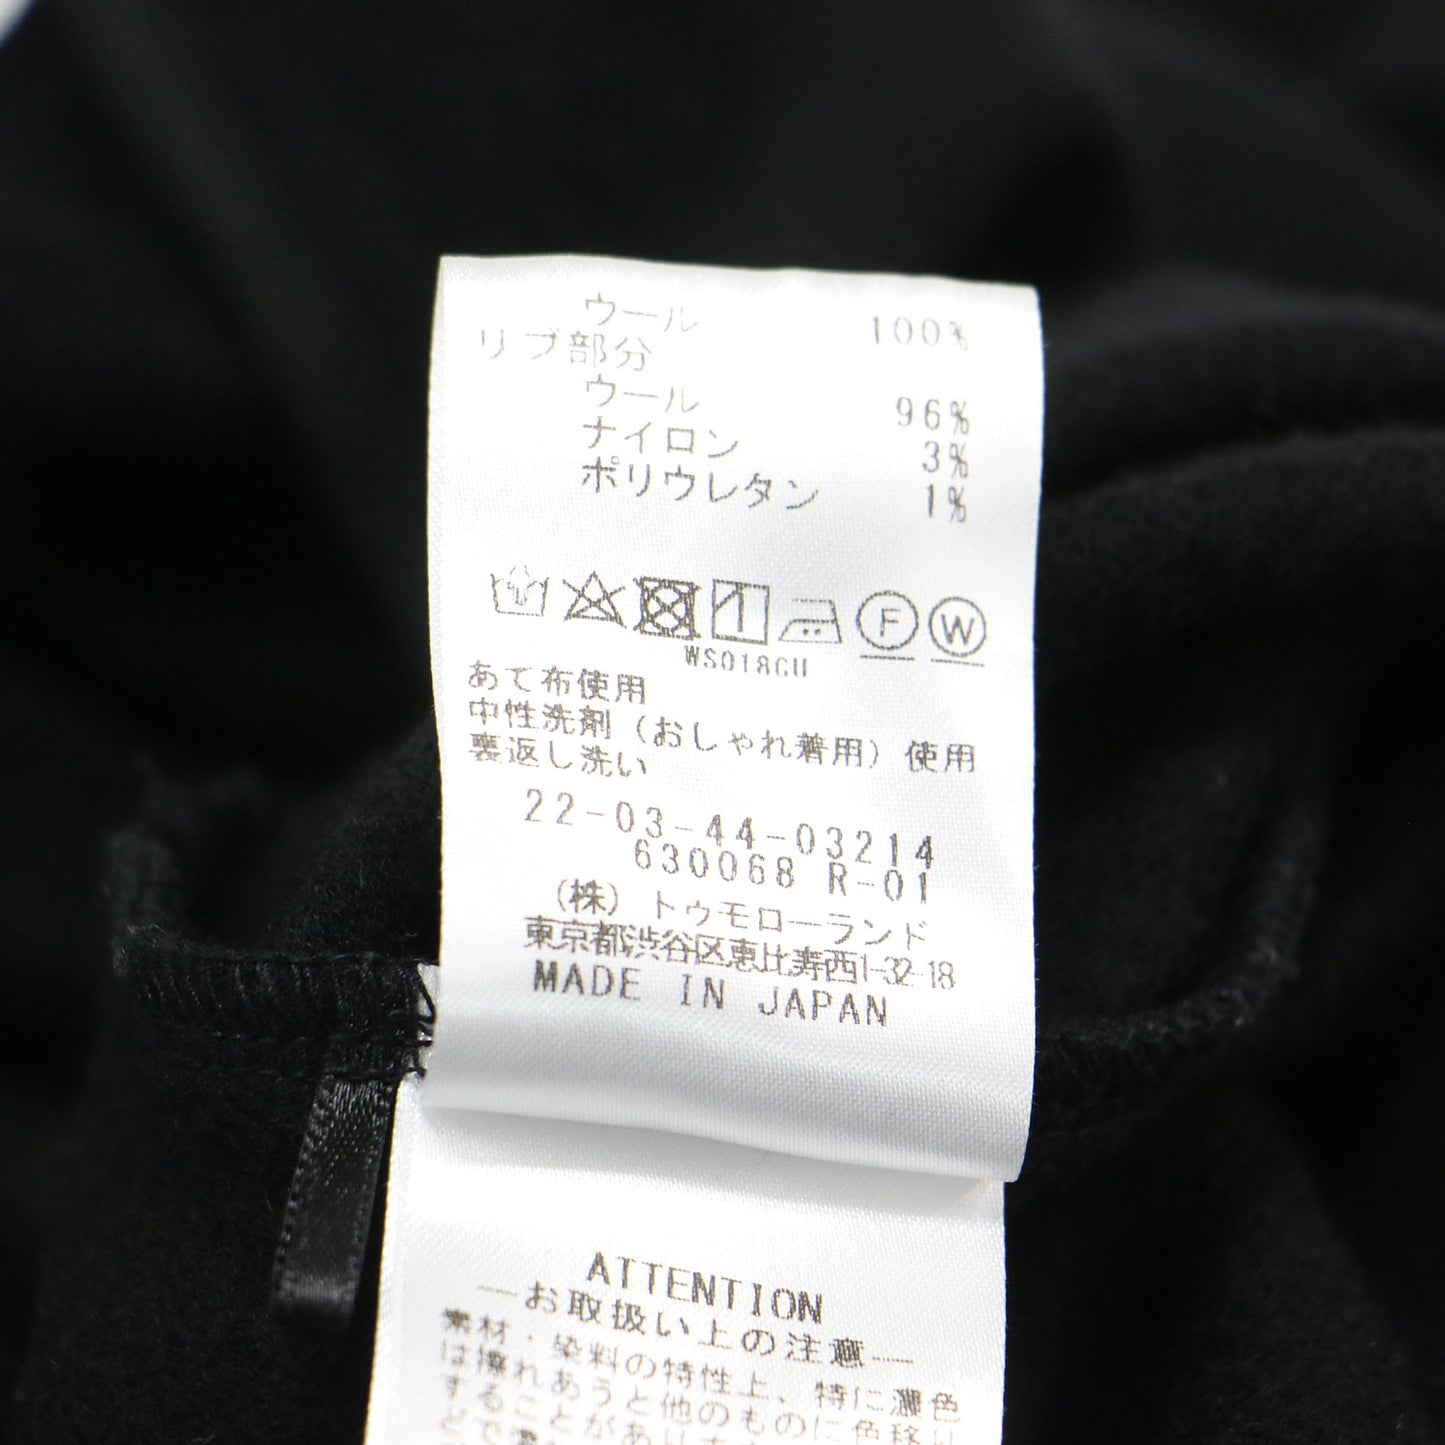 ウール 100%
リブ部分
ウール 96%
ナイロン 3%
ポリウレタン 1%
F W
WS018GU
あて布使用
中性洗剤（おしゃれ着用）使用
裏返し洗い
22-03-44-03214
630068 R-01
（株）トゥモローランド
東京都渋谷区恵比寿西1-32-18
MADE IN JAPAN
ATTENTION
—お取扱い上の注意—
素材・染料の特性上、特に濃色
は擦れあうと他のものに色移り
することがあります